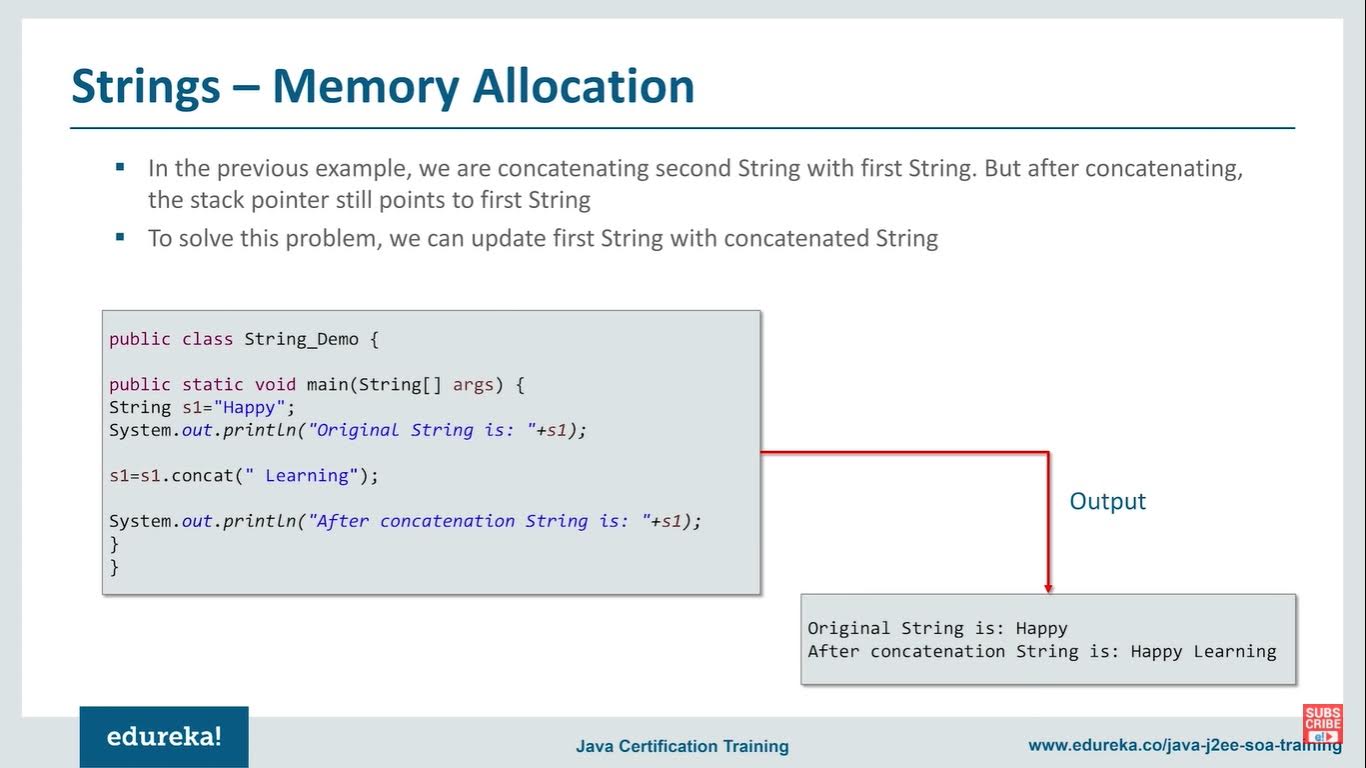 Strings – Memory Allocation
▪ In the previous example, we are concatenating second String with first String. But after concatenating,
the stack pointer still points to first String
▪ To solve this problem, we can update first String with concatenated String
public class String_Demo {
public static void main(String[] args) {
String s1="Happy";
System.out.println("Original String is: "+s1);
s1=s1.concat(" Learning");
System.out.println("After concatenation String is: "+s1);
}
}
Output
Original String is: Happy
After concatenation String is: Happy Learning
edureka!
Java Certification Training
www.edureka.co/java-j2ee-soa-training
SUBS
CRIBE
e!